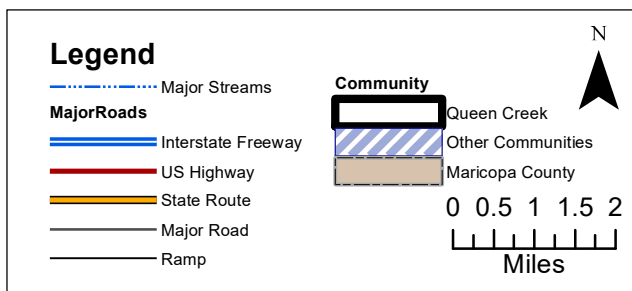 Legend
Major Streams
MajorRoads
Interstate Freeway
US Highway
State Route
Major Road
Ramp
Community
Queen Creek
Other Communities
Maricopa County
N
0 0.5 1 1.5 2
Miles